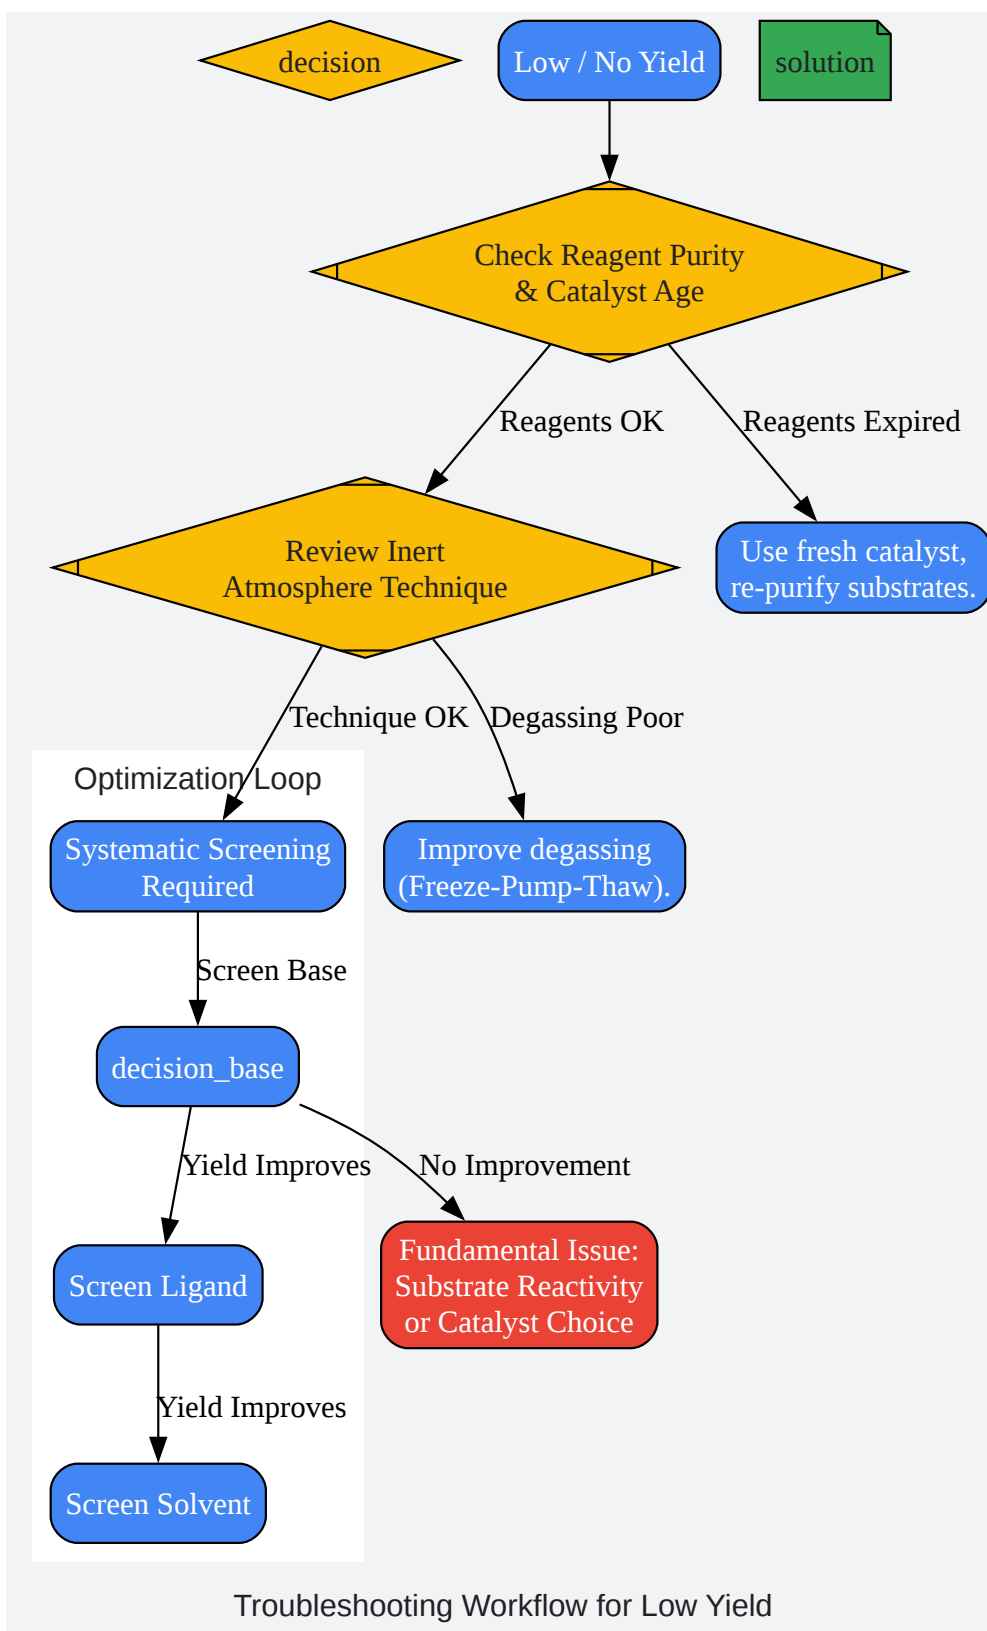 decision
Low / No Yield
solution
Check Reagent Purity
& Catalyst Age
Reagents OK
Reagents Expired
Review Inert
Atmosphere Technique
Use fresh catalyst,
re-purify substrates.
Technique OK
Degassing Poor
Optimization Loop
Systematic Screening
Required
Improve degassing
(Freeze-Pump-Thaw).
Screen Base
decision_base
Yield Improves
No Improvement
Screen Ligand
Fundamental Issue:
Substrate Reactivity
or Catalyst Choice
Yield Improves
Screen Solvent
Troubleshooting Workflow for Low Yield